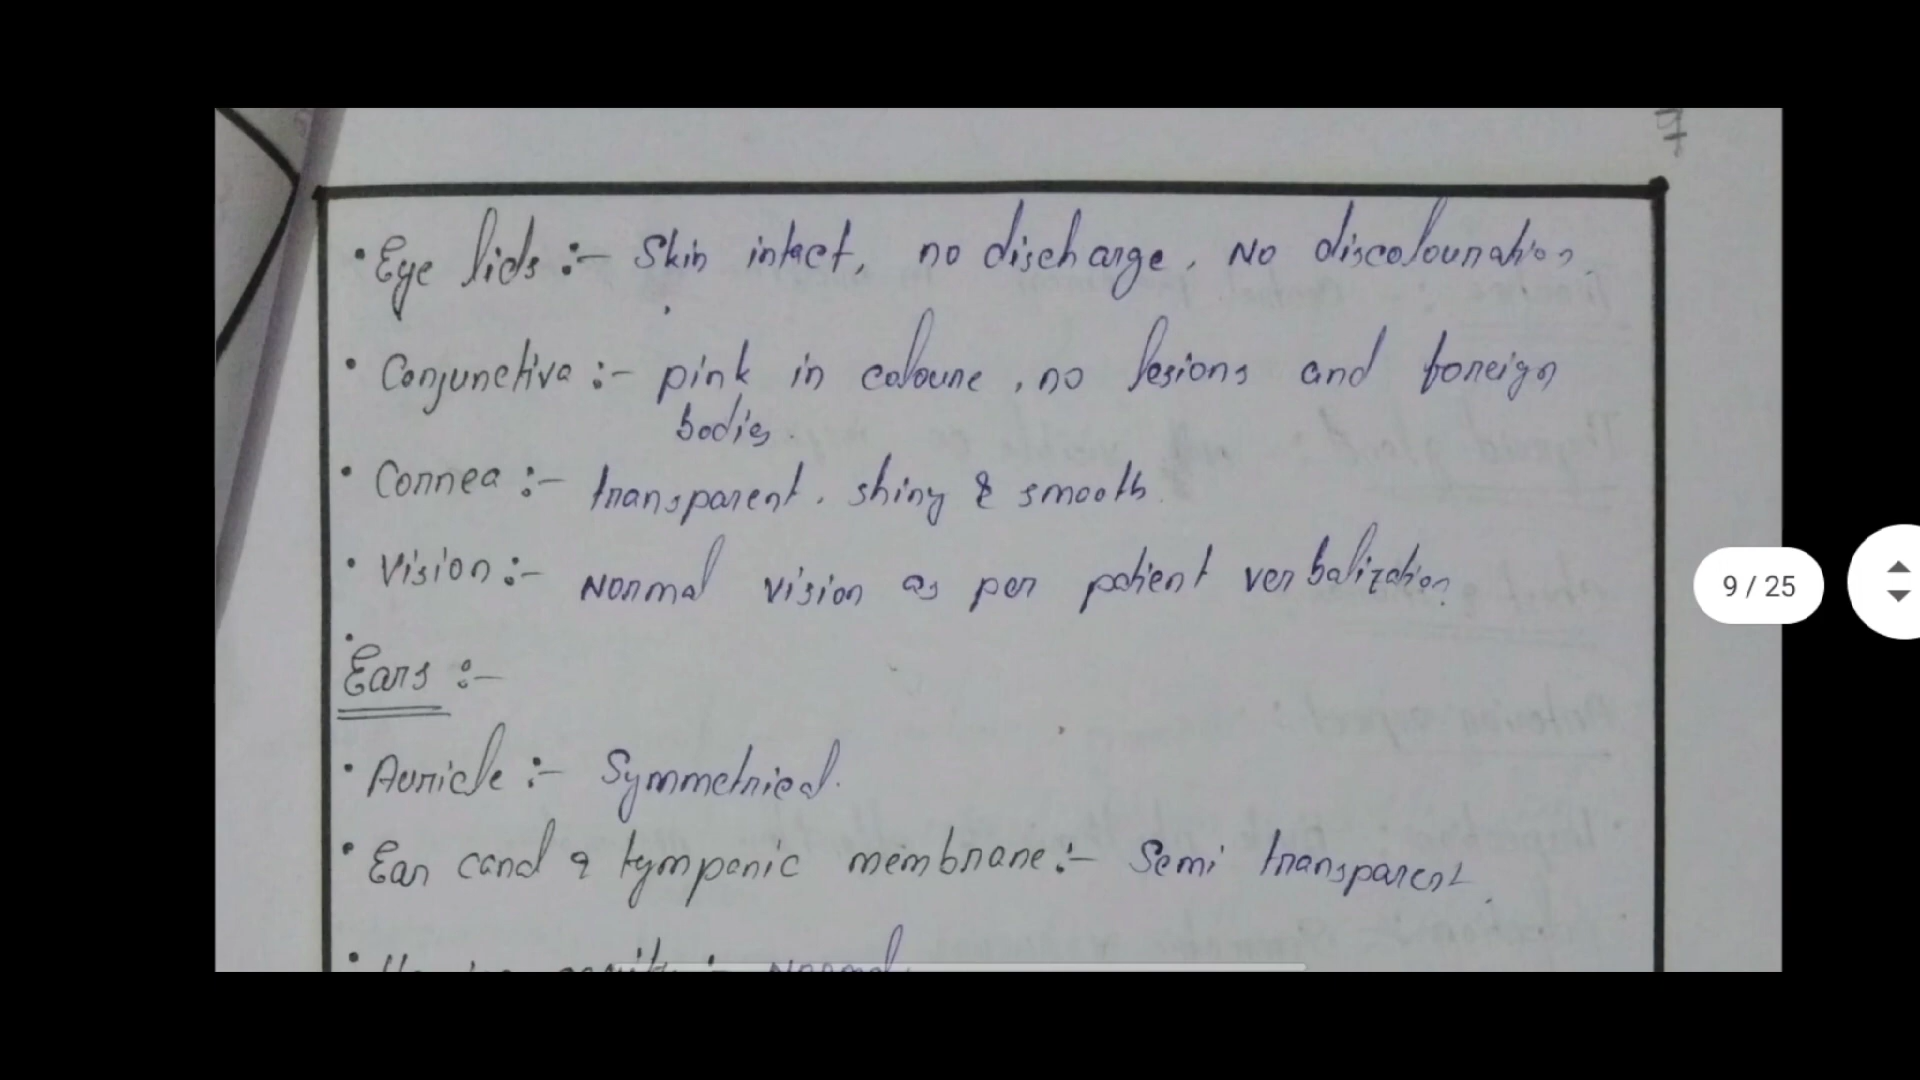 7
• Eye lids :- Skin intact, no discharge, No discolouration.
• Conjunctiva :- pink in coloure, no lesions and foreign
bodies.
• Cornea :- transparent, shiny & smooth.
• Vision :- Normal vision as per patient verbalization.
Ears :-
• Auricle :- Symmetrical.
• Ear canal & tympanic membrane :- Semi transparent.
Normal
9 / 25